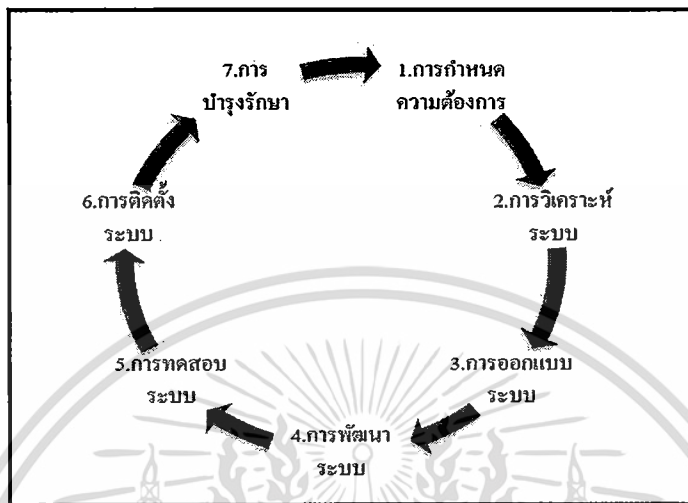 1.การกำหนด
ความต้องการ
2.การวิเคราะห์
ระบบ
3.การออกแบบ
ระบบ
4.การพัฒนา
ระบบ
5.การทดสอบ
ระบบ
6.การติดตั้ง
ระบบ
7.การ
บำรุงรักษา